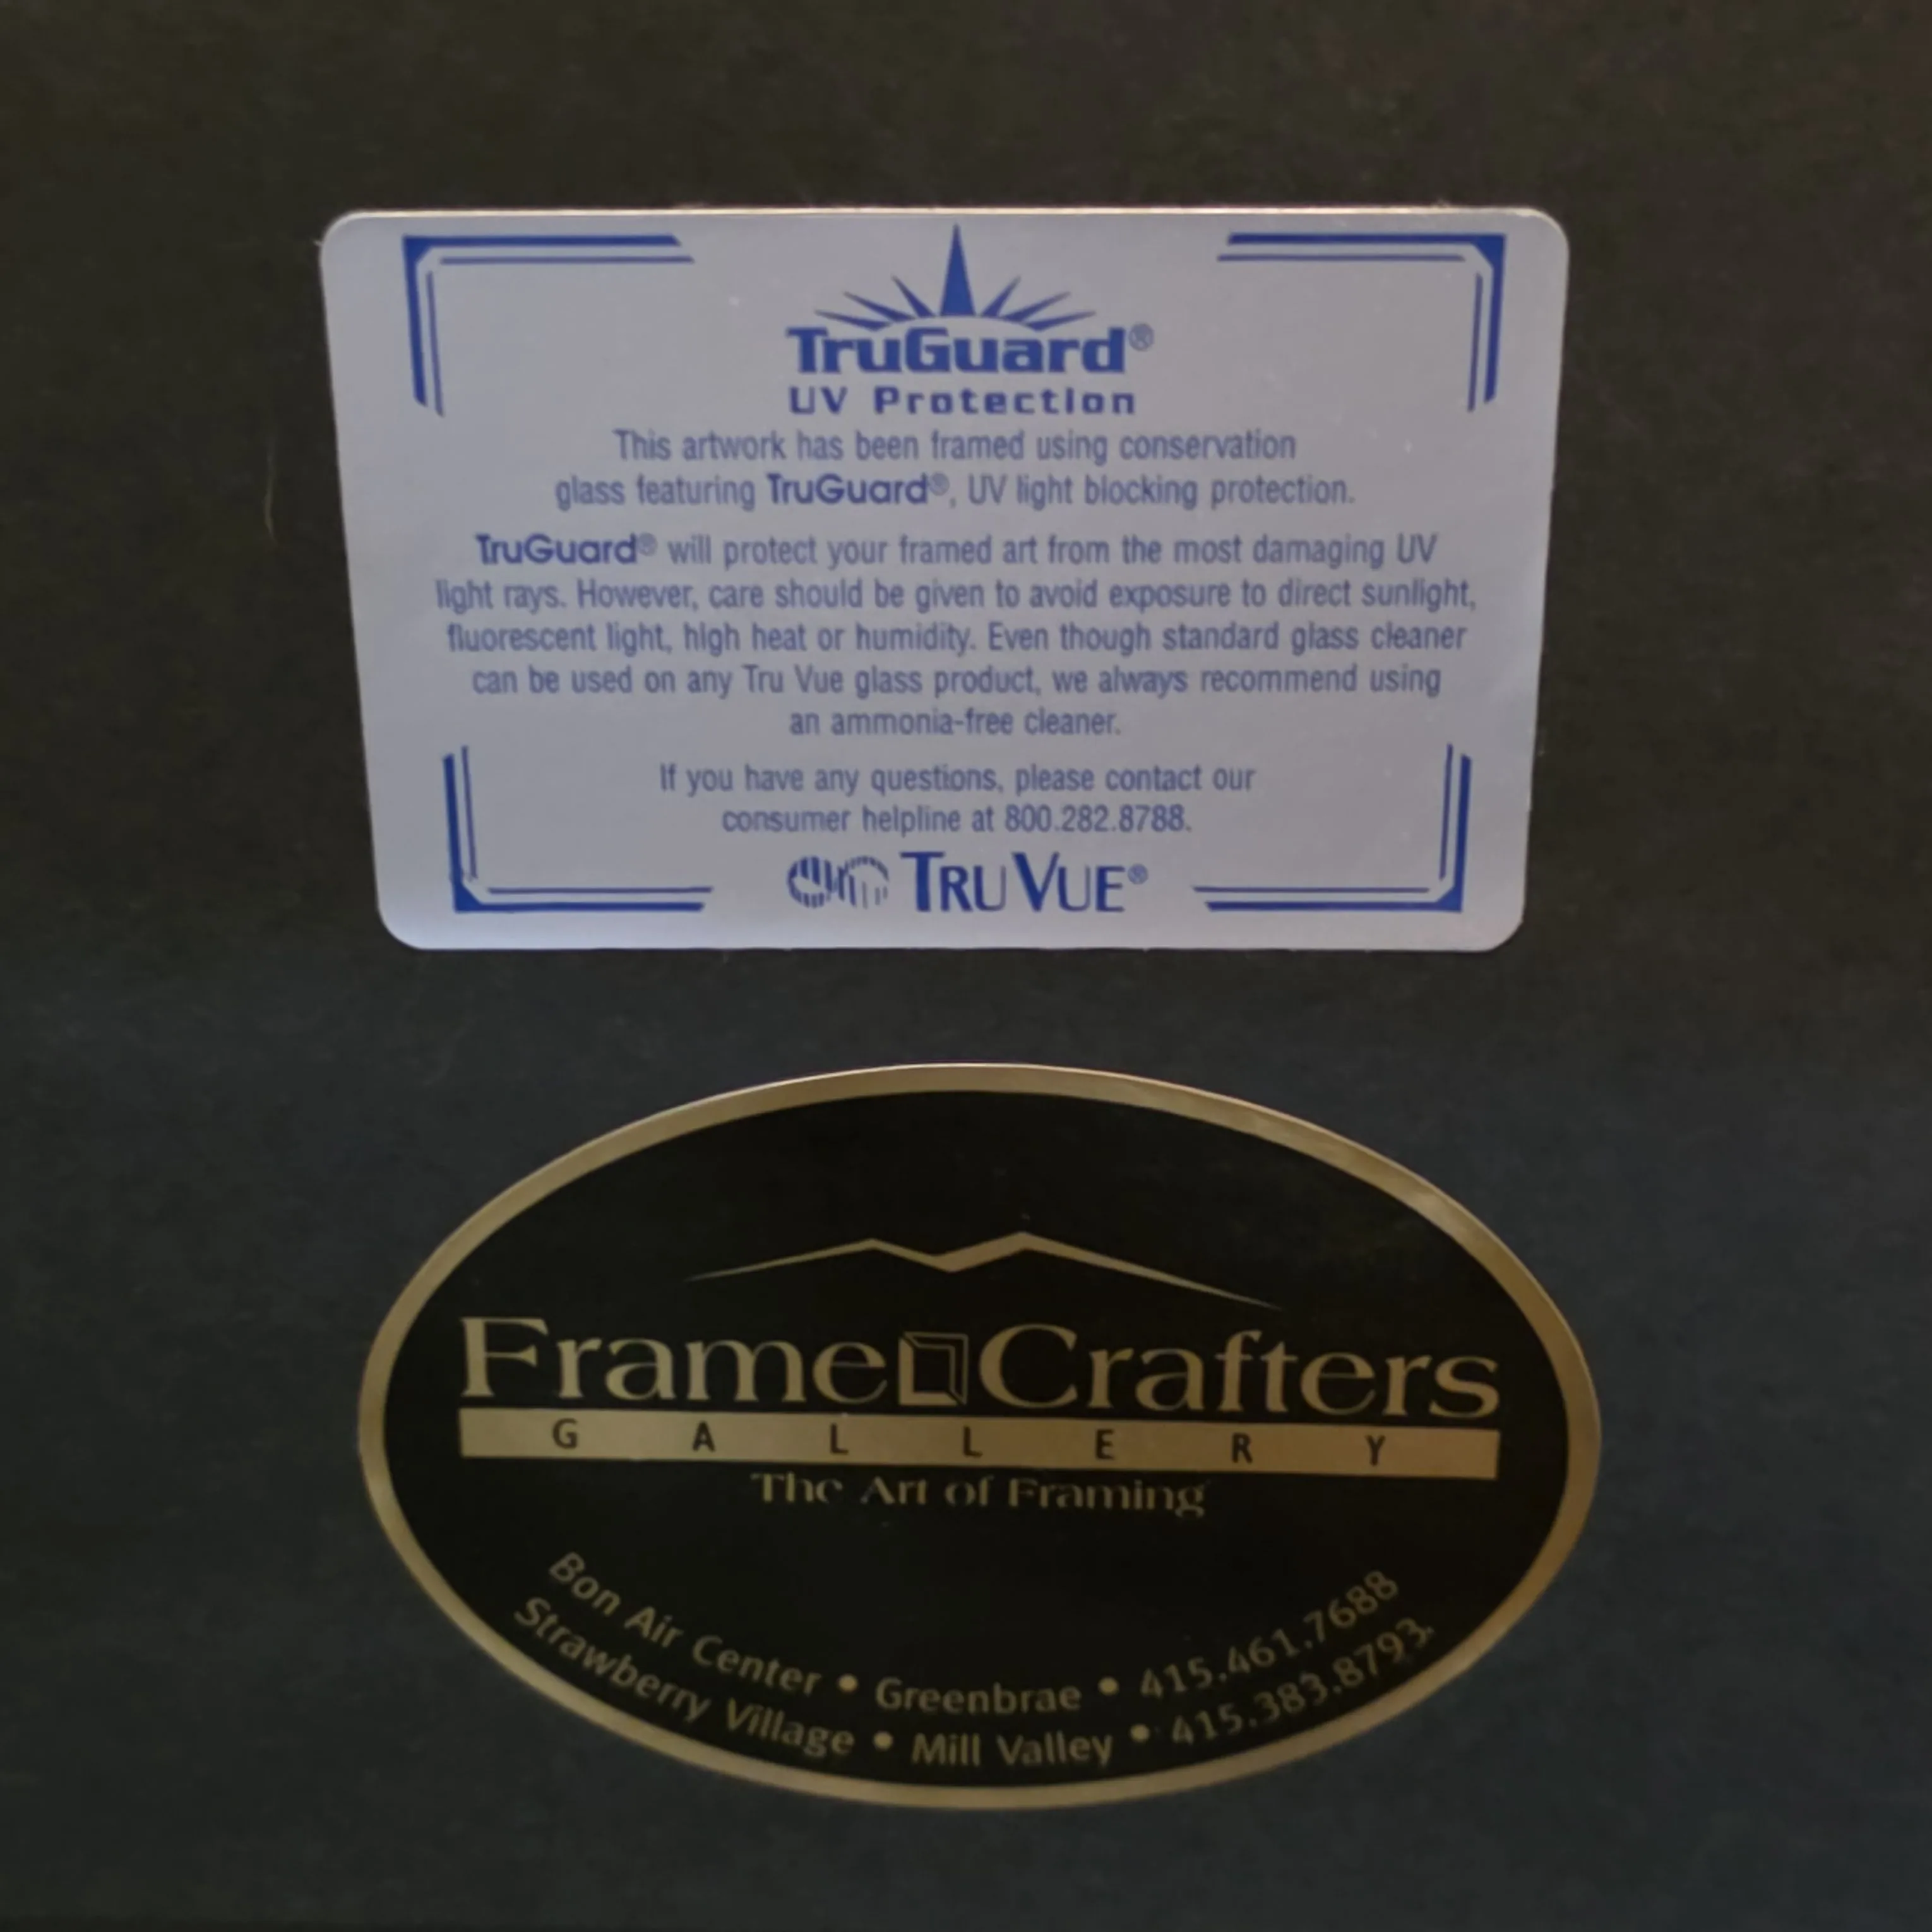 TruGuard®
UV Protection
This artwork has been framed using conservation
glass featuring TruGuard®, UV light blocking protection.
TruGuard® will protect your framed art from the most damaging UV
light rays. However, care should be given to avoid exposure to direct sunlight,
fluorescent light, high heat or humidity. Even though standard glass cleaner
can be used on any Tru Vue glass product, we always recommend using
an ammonia-free cleaner.
If you have any questions, please contact our
consumer helpline at 800.282.8788.
TRU VUE®
Frame Crafters
GALLERY
The Art of Framing
Bon Air Center • Greenbrae • 415.461.7688
Strawberry Village • Mill Valley • 415.383.8793